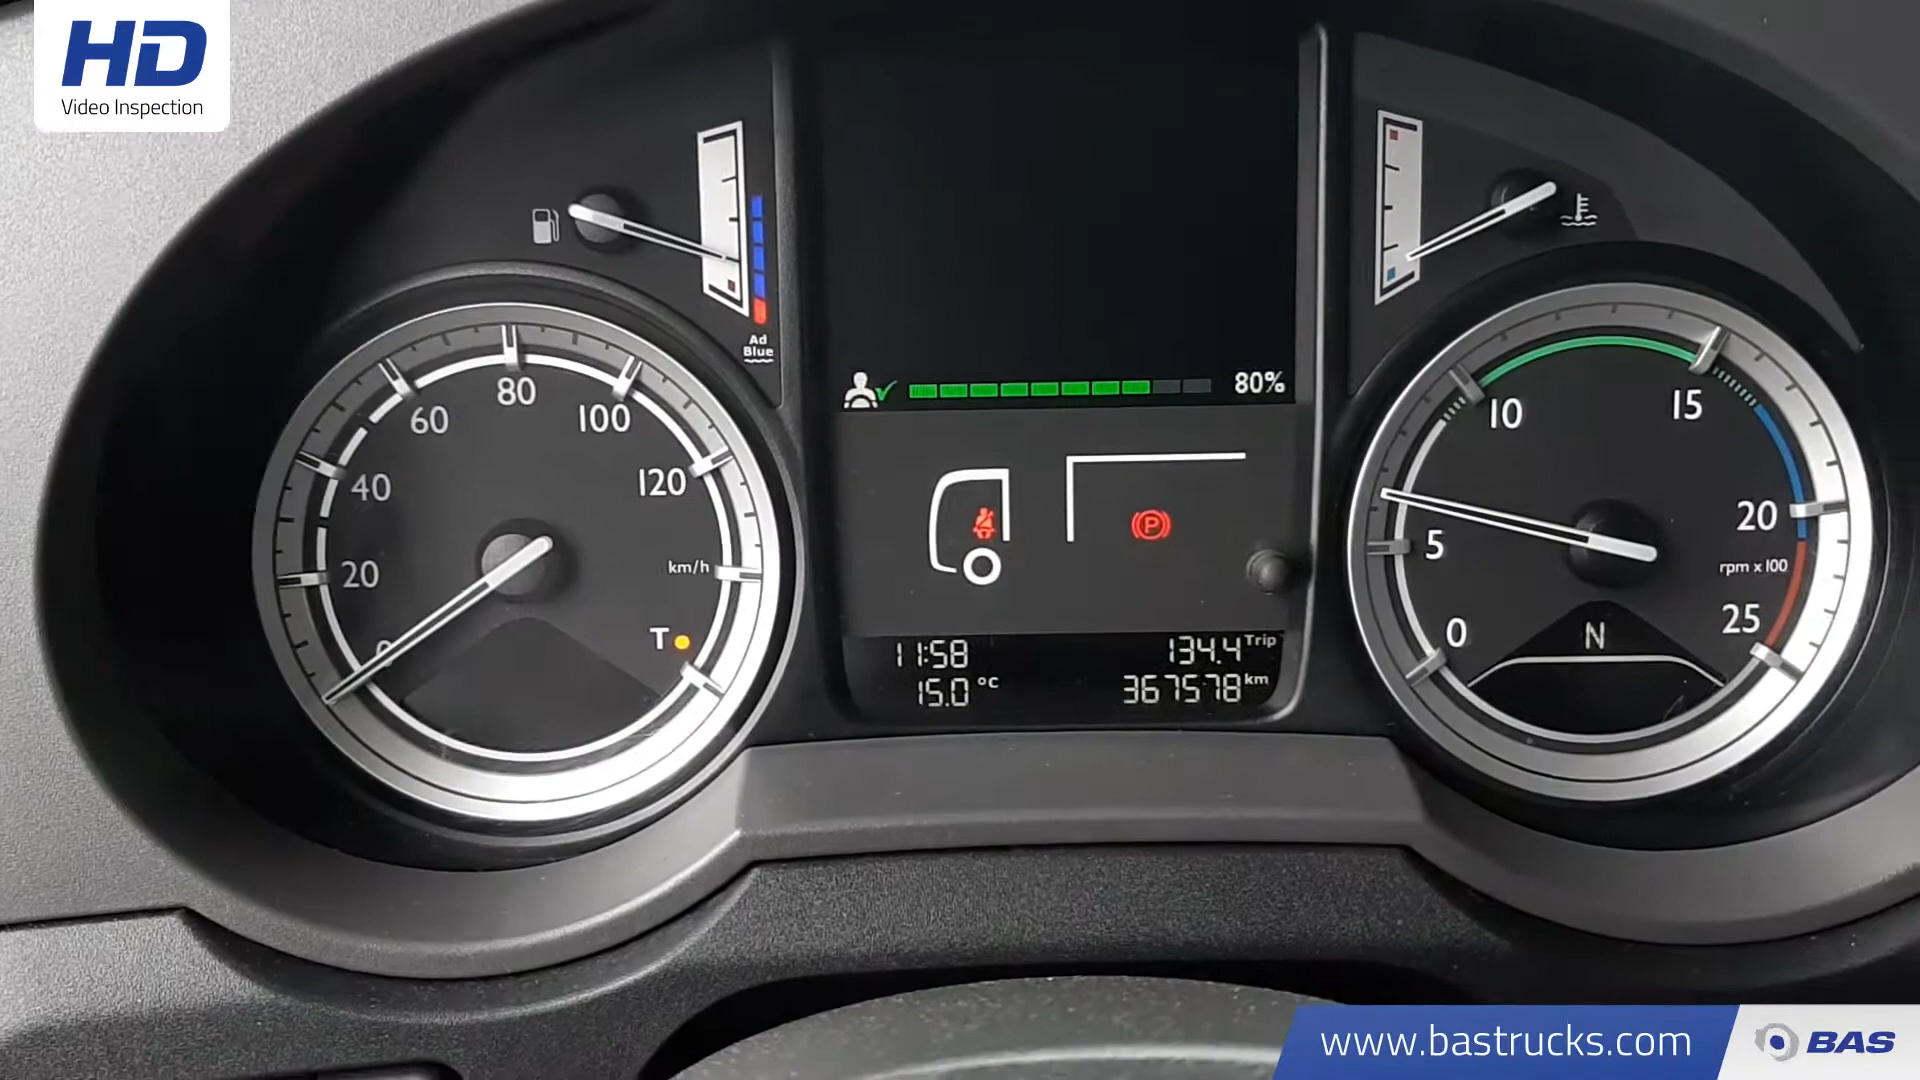 HD
Video Inspection
Ad
Blue
80%
0
20
40
60
80
100
120
km/h
T
11:58
134.4 Trip
15.0 °C
367578 km
0
5
10
15
20
25
rpm x 100
N
P
www.bastrucks.com
BAS